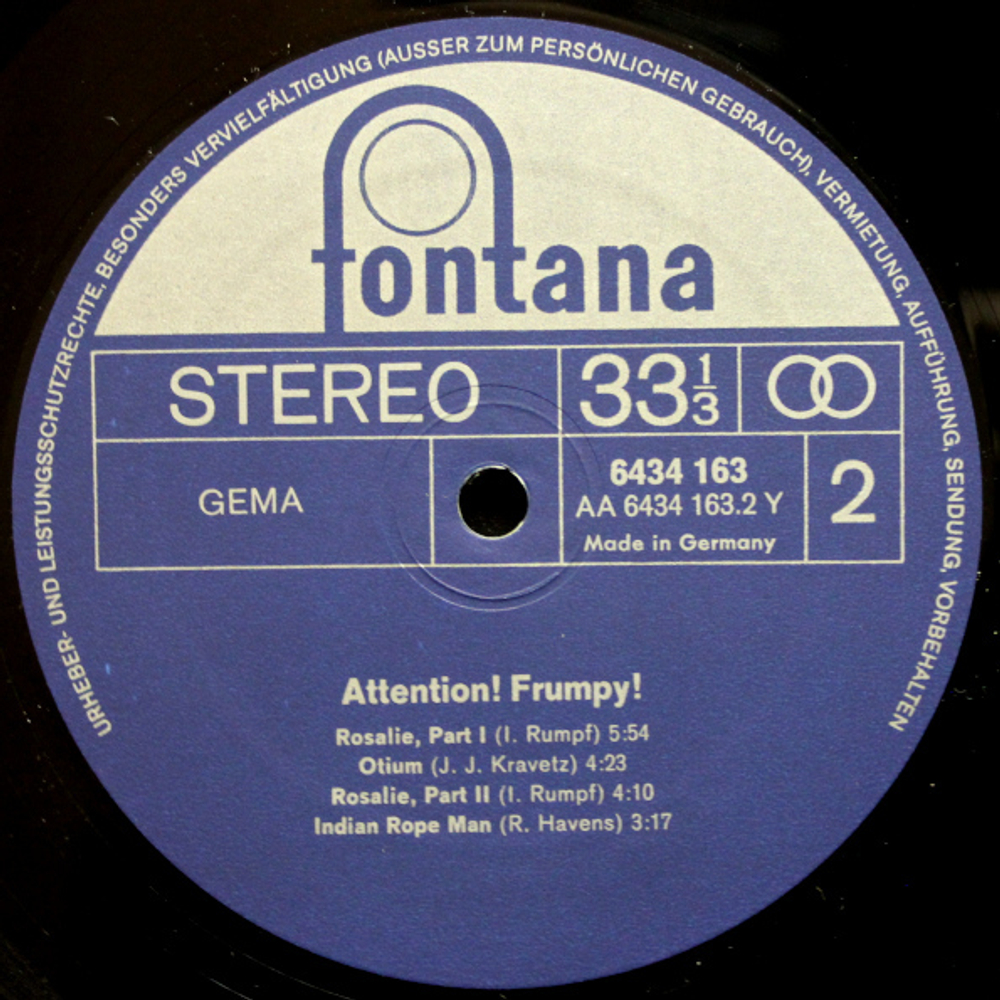 URHEBER- UND LEISTUNGSSCHUTZRECHTE, BESONDERS VERVIELFÄLTIGUNG (AUSSER ZUM PERSÖNLICHEN GEBRAUCH), VERMIETUNG, AUFFÜHRUNG, SENDUNG, VORBEHALTEN
fontana
STEREO 33 1/3
GEMA
6434 163
AA 6434 163.2 Y
Made in Germany
2
Attention! Frumpy!
Rosalie, Part I (I. Rumpf) 5:54
Otium (J. J. Kravetz) 4:23
Rosalie, Part II (I. Rumpf) 4:10
Indian Rope Man (R. Havens) 3:17